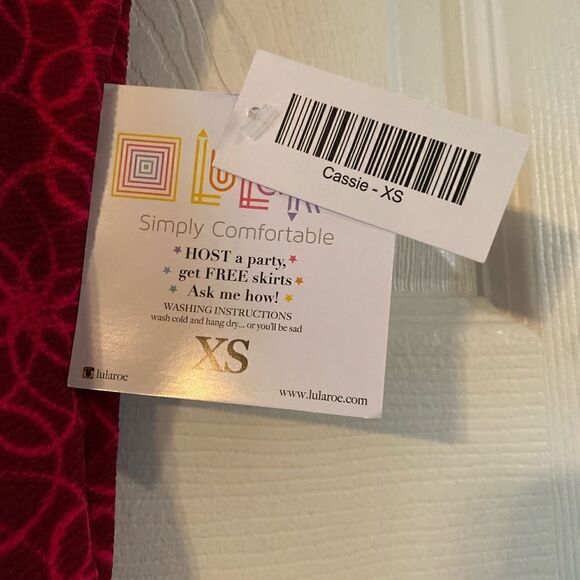 Cassie - XS
Simply Comfortable
HOST a party,
get FREE skirts
Ask me how!
WASHING INSTRUCTIONS
wash cold and hang dry... or you'll be sad
XS
lularoe
www.lularoe.com